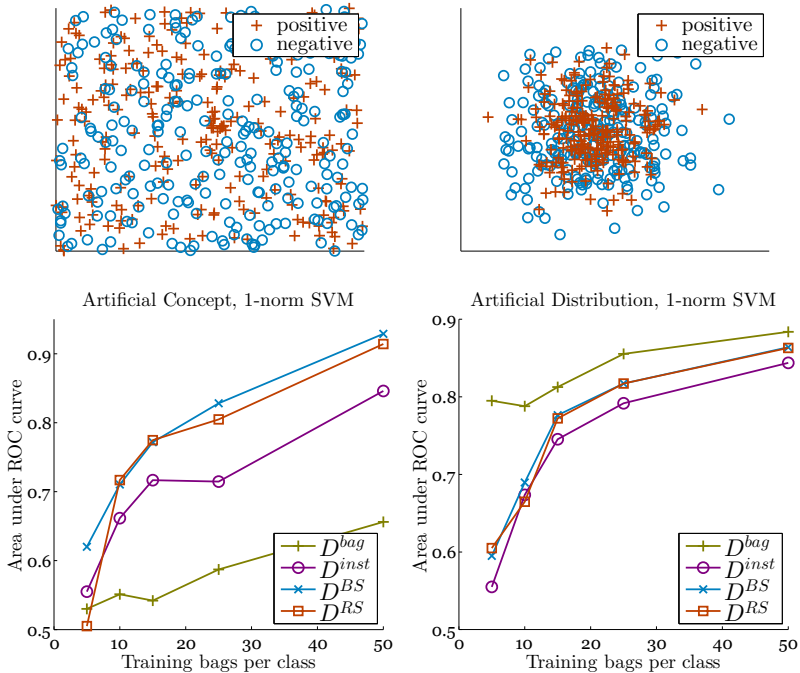 positive
negative
positive
negative
Artificial Concept, 1-norm SVM
Area under ROC curve
0.9
0.8
0.7
0.6
0.5
0
10
20
30
40
50
Training bags per class
D^{bag}
D^{inst}
D^{BS}
D^{RS}
Artificial Distribution, 1-norm SVM
Area under ROC curve
0.9
0.8
0.7
0.6
0.5
0
10
20
30
40
50
Training bags per class
D^{bag}
D^{inst}
D^{BS}
D^{RS}